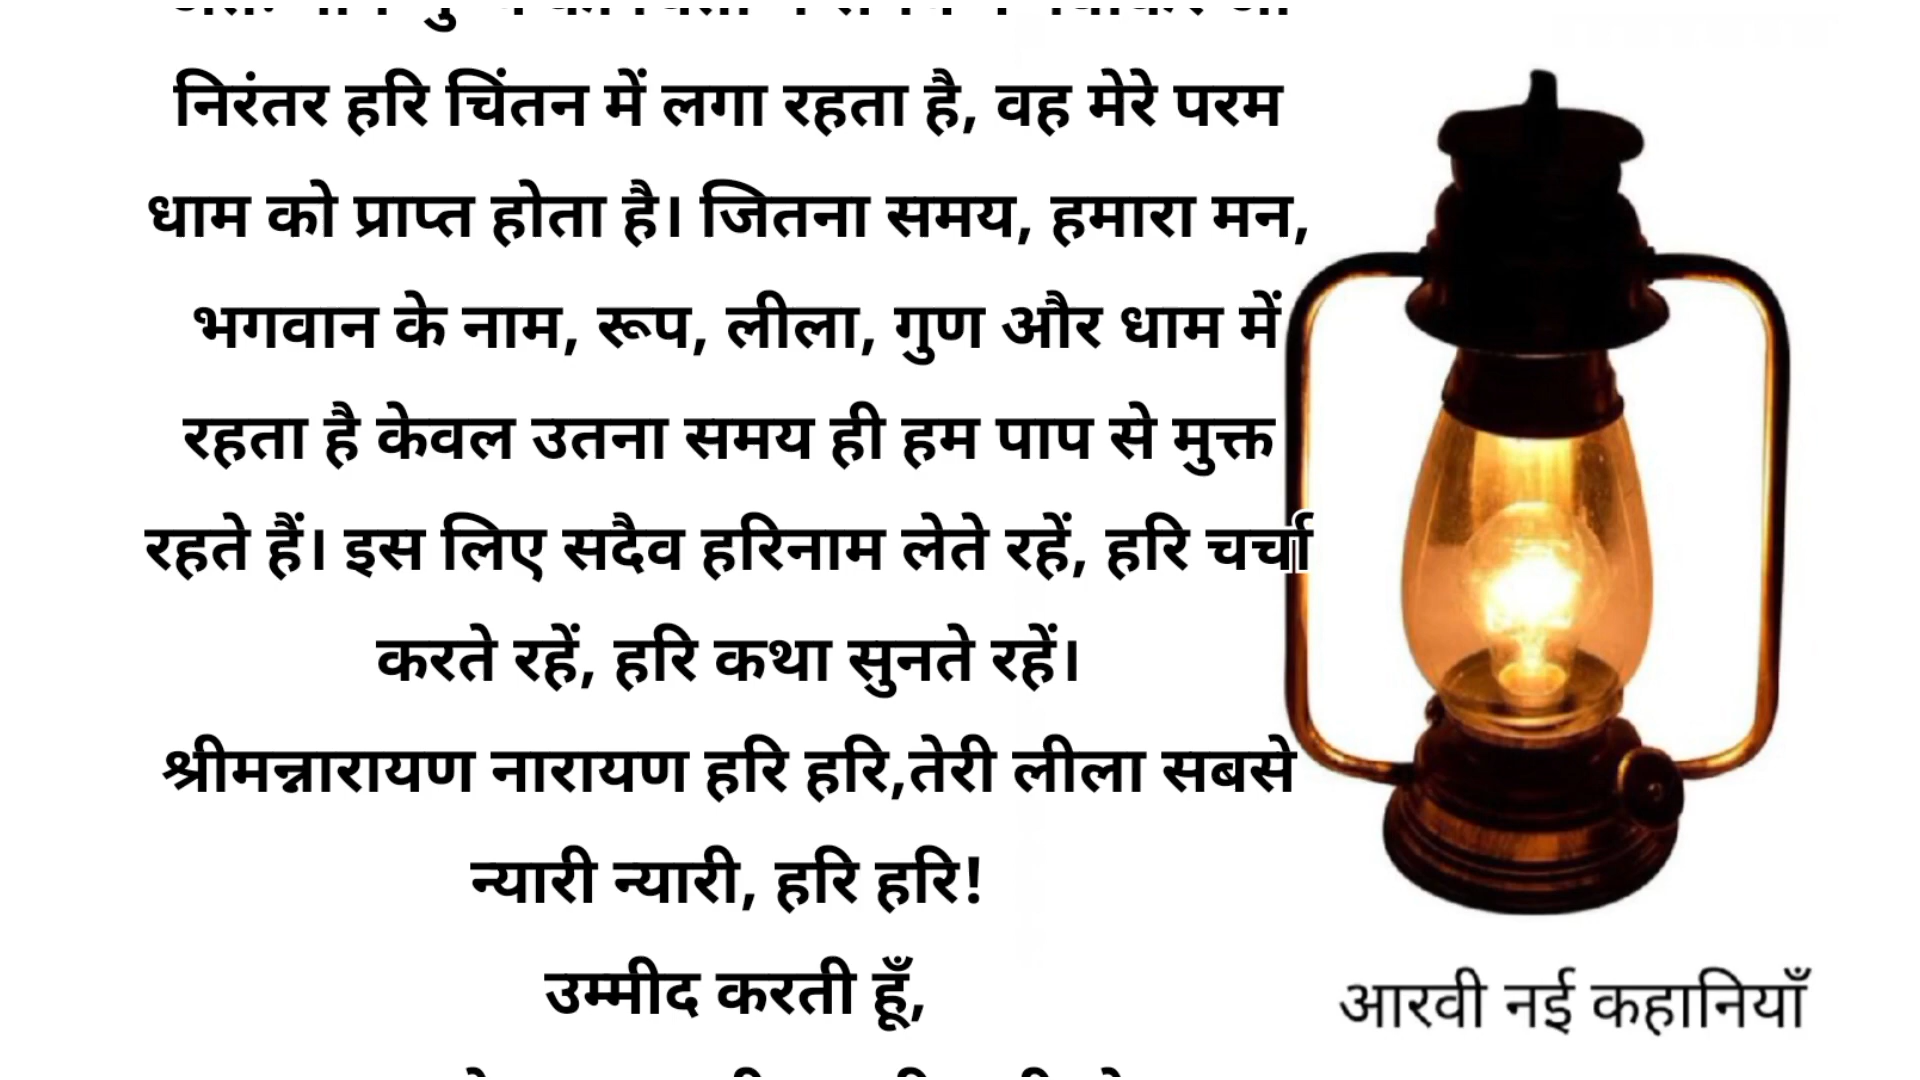 निरंतर हरि चिंतन में लगा रहता है, वह मेरे परम
धाम को प्राप्त होता है। जितना समय, हमारा मन,
भगवान के नाम, रूप, लीला, गुण और धाम में
रहता है केवल उतना समय ही हम पाप से मुक्त
रहते हैं। इस लिए सदैव हरिनाम लेते रहें, हरि चर्चा
करते रहें, हरि कथा सुनते रहें।
श्रीमन्नारायण नारायण हरि हरि,तेरी लीला सबसे
न्यारी न्यारी, हरि हरि!
उम्मीद करती हूँ,
आरवी नई कहानियाँ